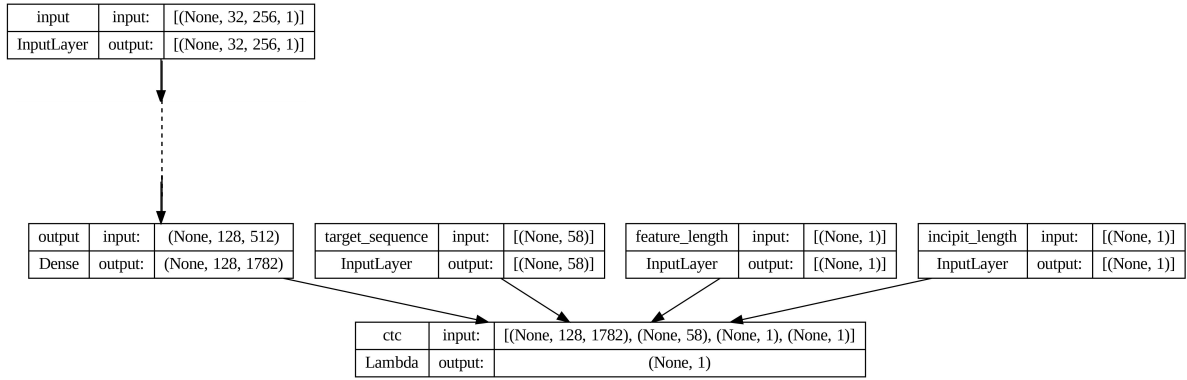 input input: [(None, 32, 256, 1)]
InputLayer output: [(None, 32, 256, 1)]
output input: (None, 128, 512)
Dense output: (None, 128, 1782)
target_sequence input: [(None, 58)]
InputLayer output: [(None, 58)]
feature_length input: [(None, 1)]
InputLayer output: [(None, 1)]
incipit_length input: [(None, 1)]
InputLayer output: [(None, 1)]
ctc input: [(None, 128, 1782), (None, 58), (None, 1), (None, 1)]
Lambda output: (None, 1)